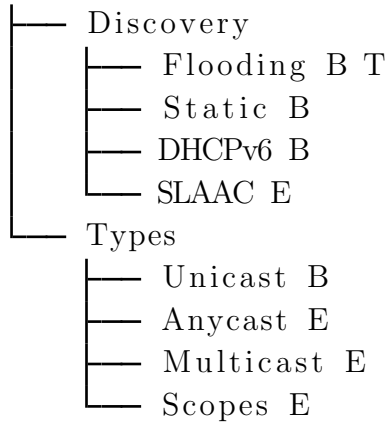 Discovery
Flooding B T
Static B
DHCPv6 B
SLAAC E
Types
Unicast B
Anycast E
Multicast E
Scopes E